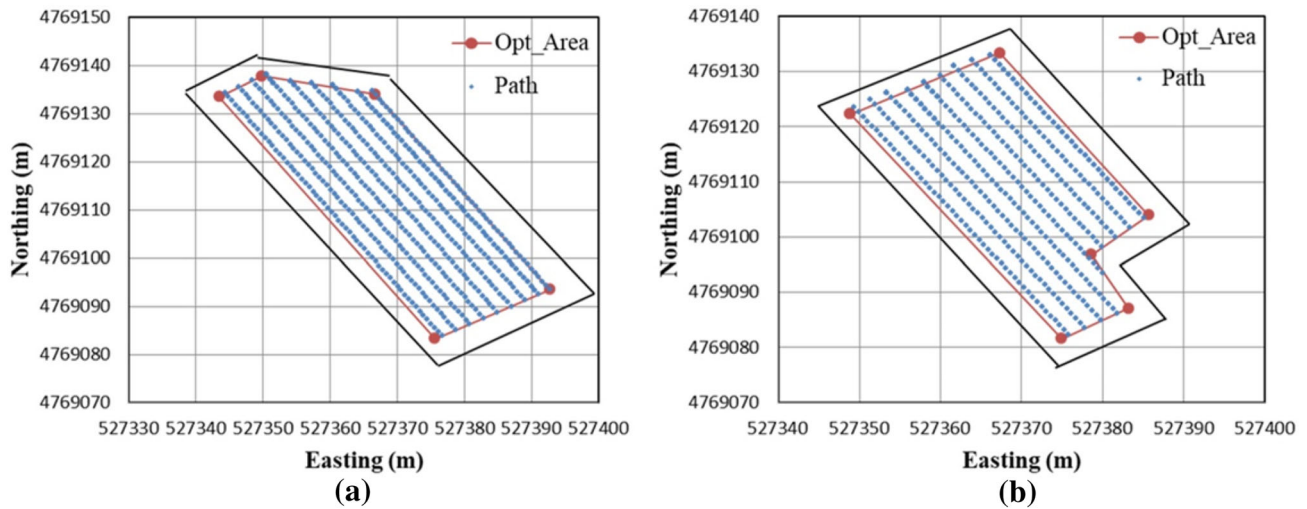 4769150
4769140
4769130
4769120
4769110
4769100
4769090
4769080
4769070
Northing (m)
Opt_Area
Path
527330 527340 527350 527360 527370 527380 527390 527400
Easting (m)
(a)
4769140
4769130
4769120
4769110
4769100
4769090
4769080
4769070
Northing (m)
Opt_Area
Path
527340 527350 527360 527370 527380 527390 527400
Easting (m)
(b)